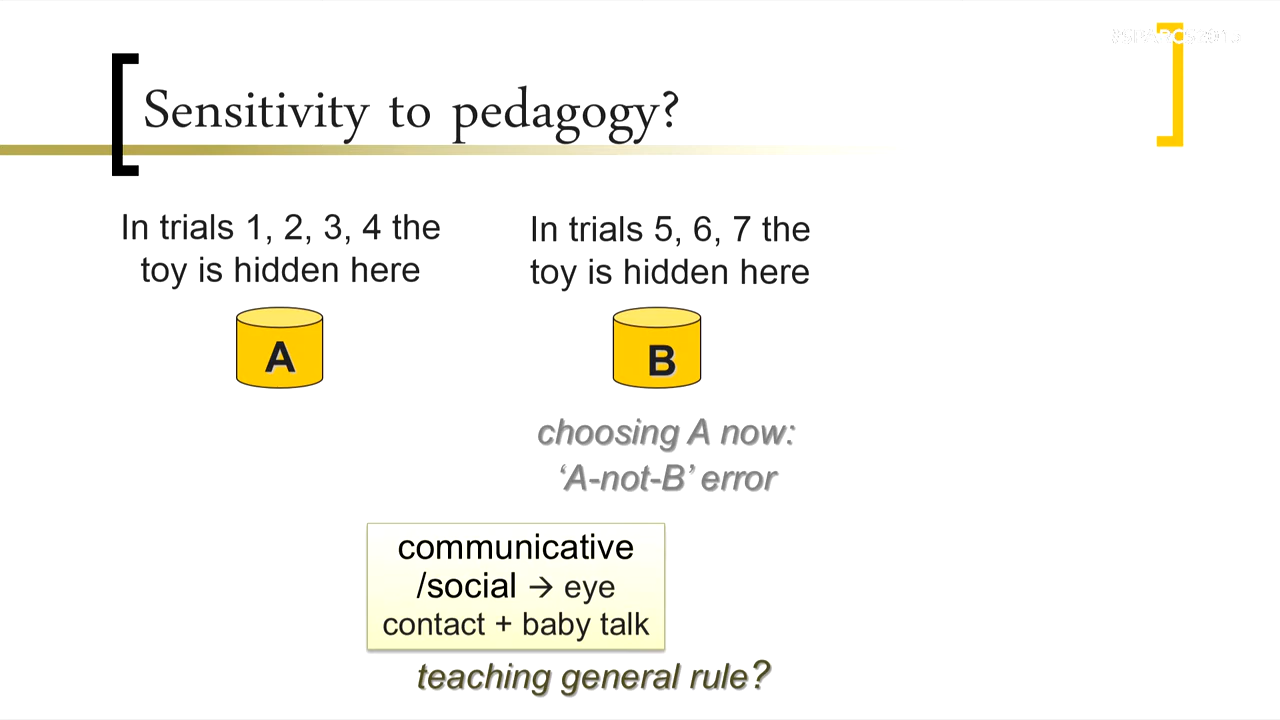 Sensitivity to pedagogy?
In trials 1, 2, 3, 4 the
toy is hidden here
A
In trials 5, 6, 7 the
toy is hidden here
B
choosing A now:
‘A-not-B’ error
communicative
/social → eye
contact + baby talk
teaching general rule?